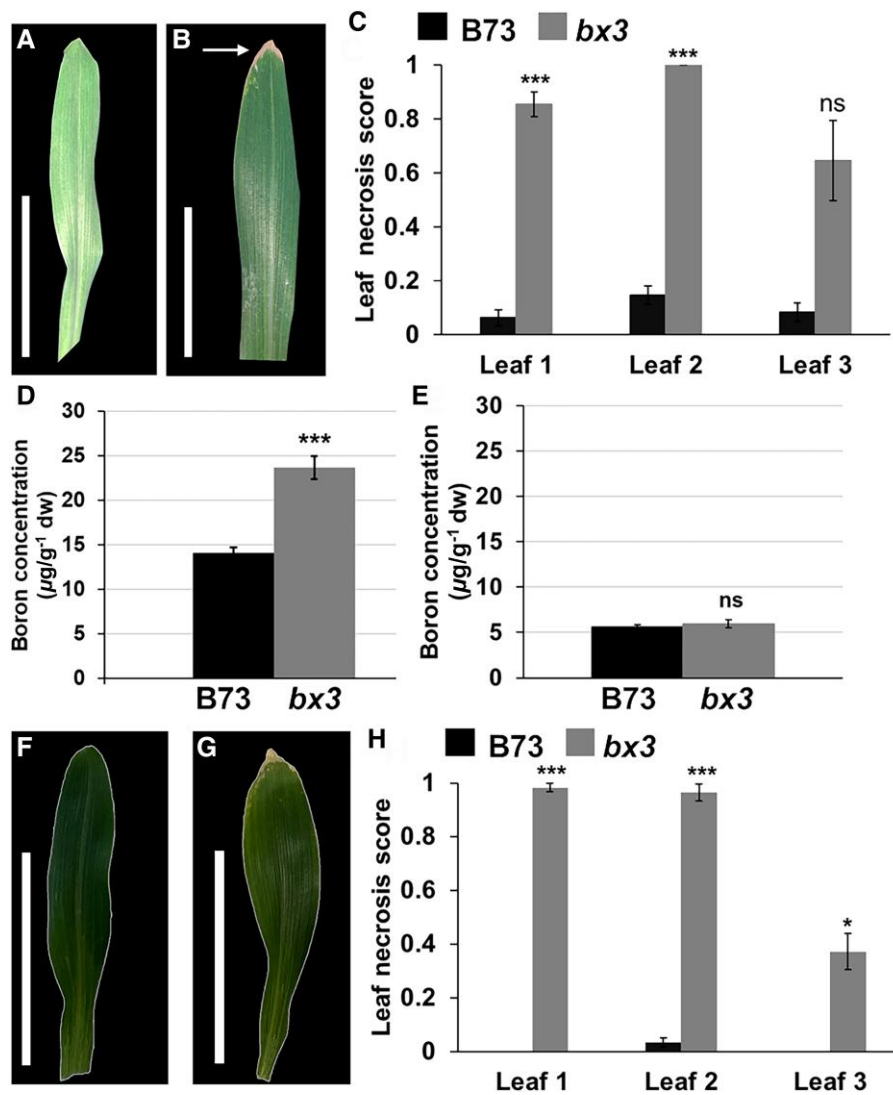 A
B
C
B73 bx3
Leaf necrosis score
1
0.8
0.6
0.4
0.2
0
***
***
ns
Leaf 1 Leaf 2 Leaf 3
D
Boron concentration
(µg/g⁻¹ dw)
30
25
20
15
10
5
0
***
B73 bx3
E
Boron concentration
(µg/g⁻¹ dw)
30
25
20
15
10
5
0
ns
B73 bx3
F
G
H
B73 bx3
Leaf necrosis score
1
0.8
0.6
0.4
0.2
0
***
***
*
Leaf 1 Leaf 2 Leaf 3